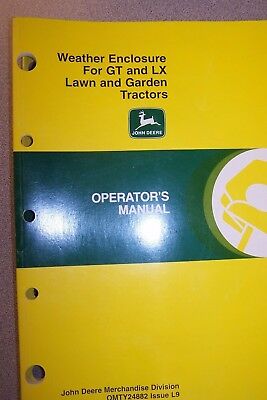 Weather Enclosure
For GT and LX
Lawn and Garden
Tractors
JOHN DEERE
OPERATOR'S
MANUAL
John Deere Merchandise Division
OMTY24882 Issue L9